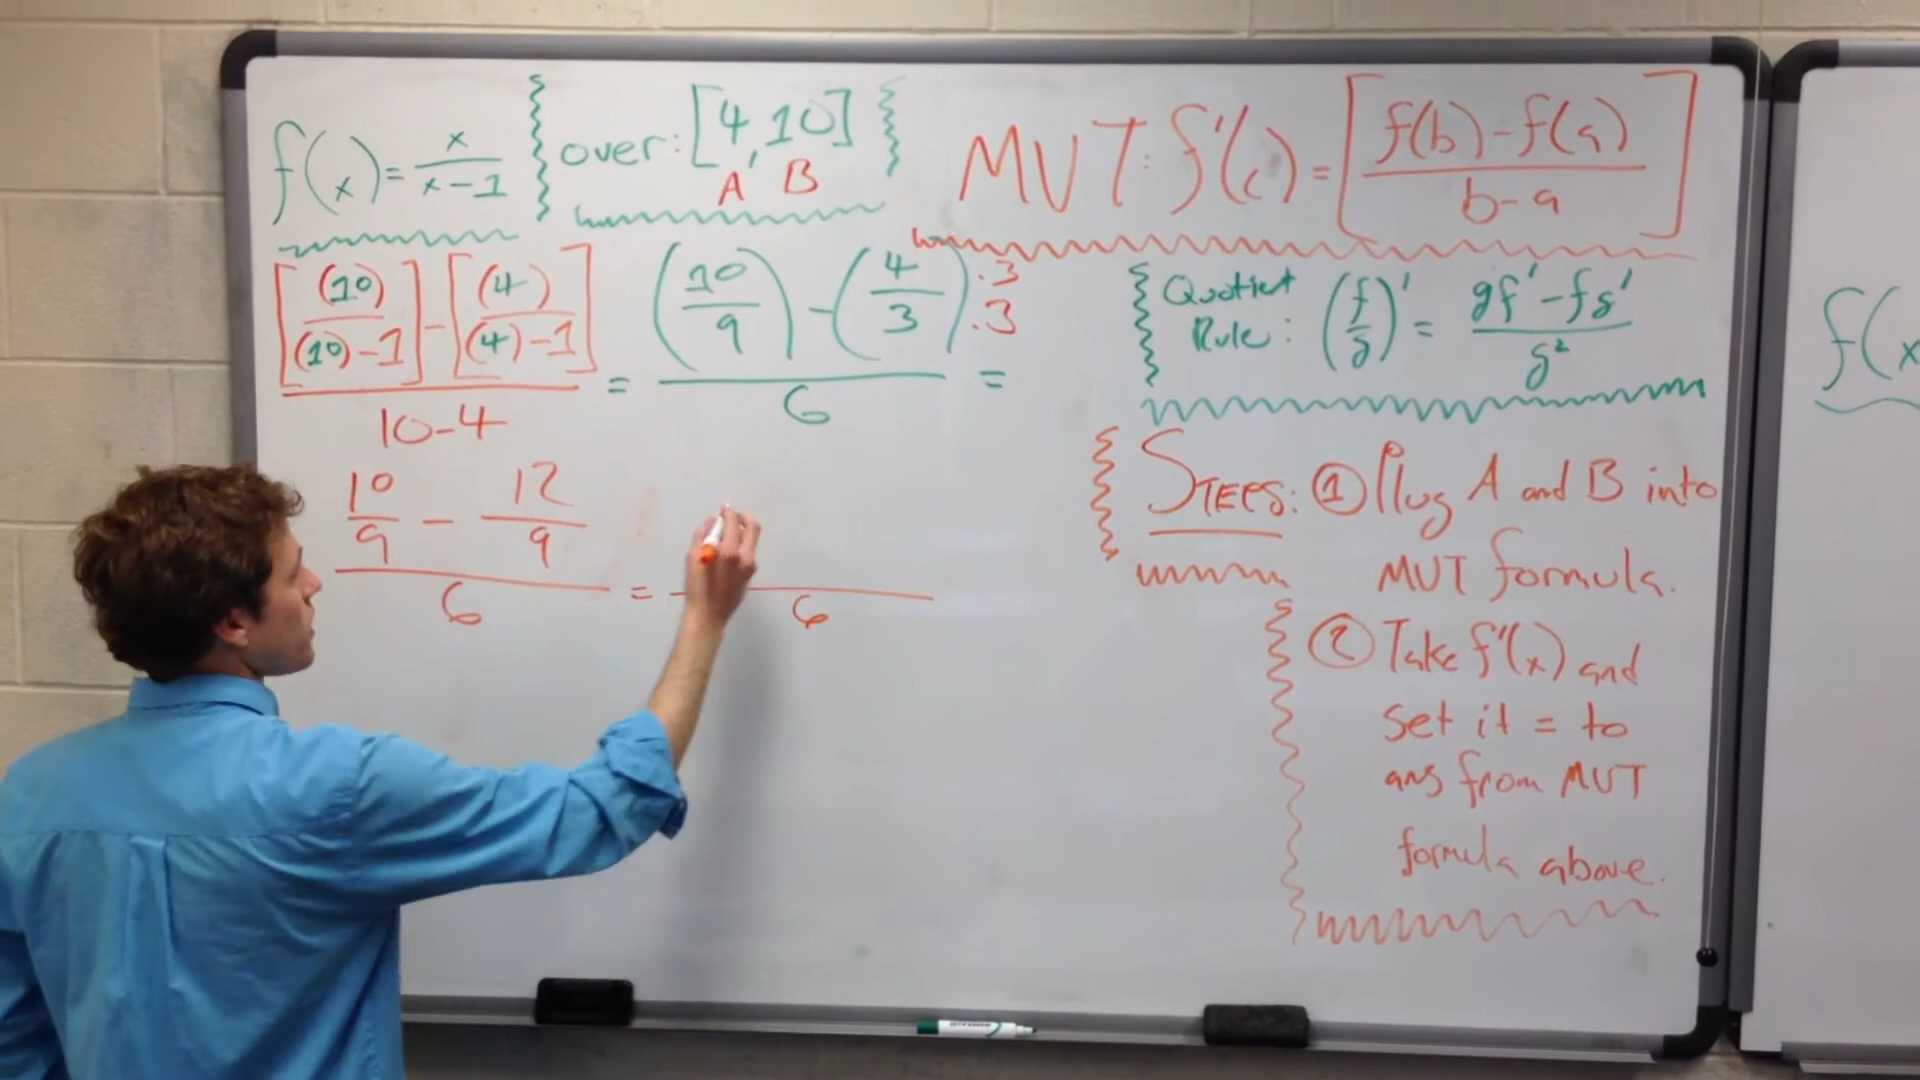 f(x) = x/(x-1)
over: [4, 10]
A B
MVT: f'(c) = [(f(b)-f(a))/(b-a)]
([(10)/((10)-1)] - [(4)/((4)-1)])/(10-4) = ((10/9) - (4/3) ·3/·3)/6 =
(10/9 - 12/9)/6 = /6
Quotient
Rule: (f/g)' = (gf' - fg')/g²
STEPS: ① Plug A and B into
MVT formula.
② Take f'(x) and
set it = to
ans from MVT
formula above.
f(x